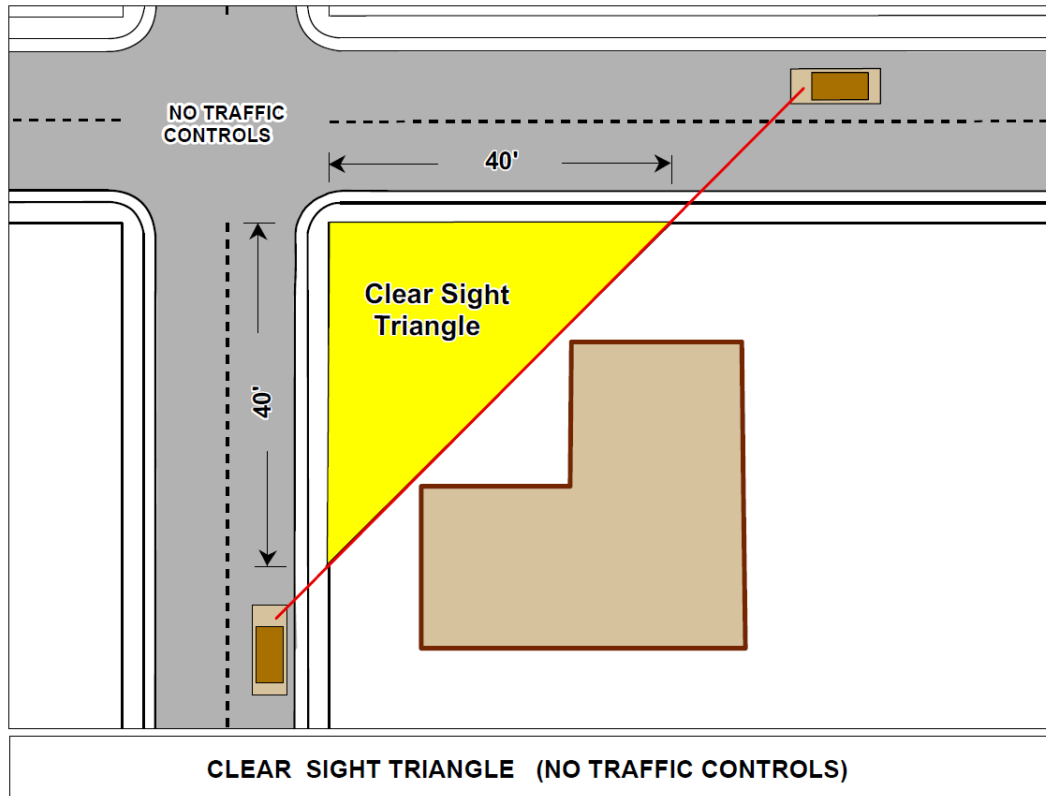 NO TRAFFIC
CONTROLS
40'
Clear Sight
Triangle
40'
CLEAR SIGHT TRIANGLE (NO TRAFFIC CONTROLS)